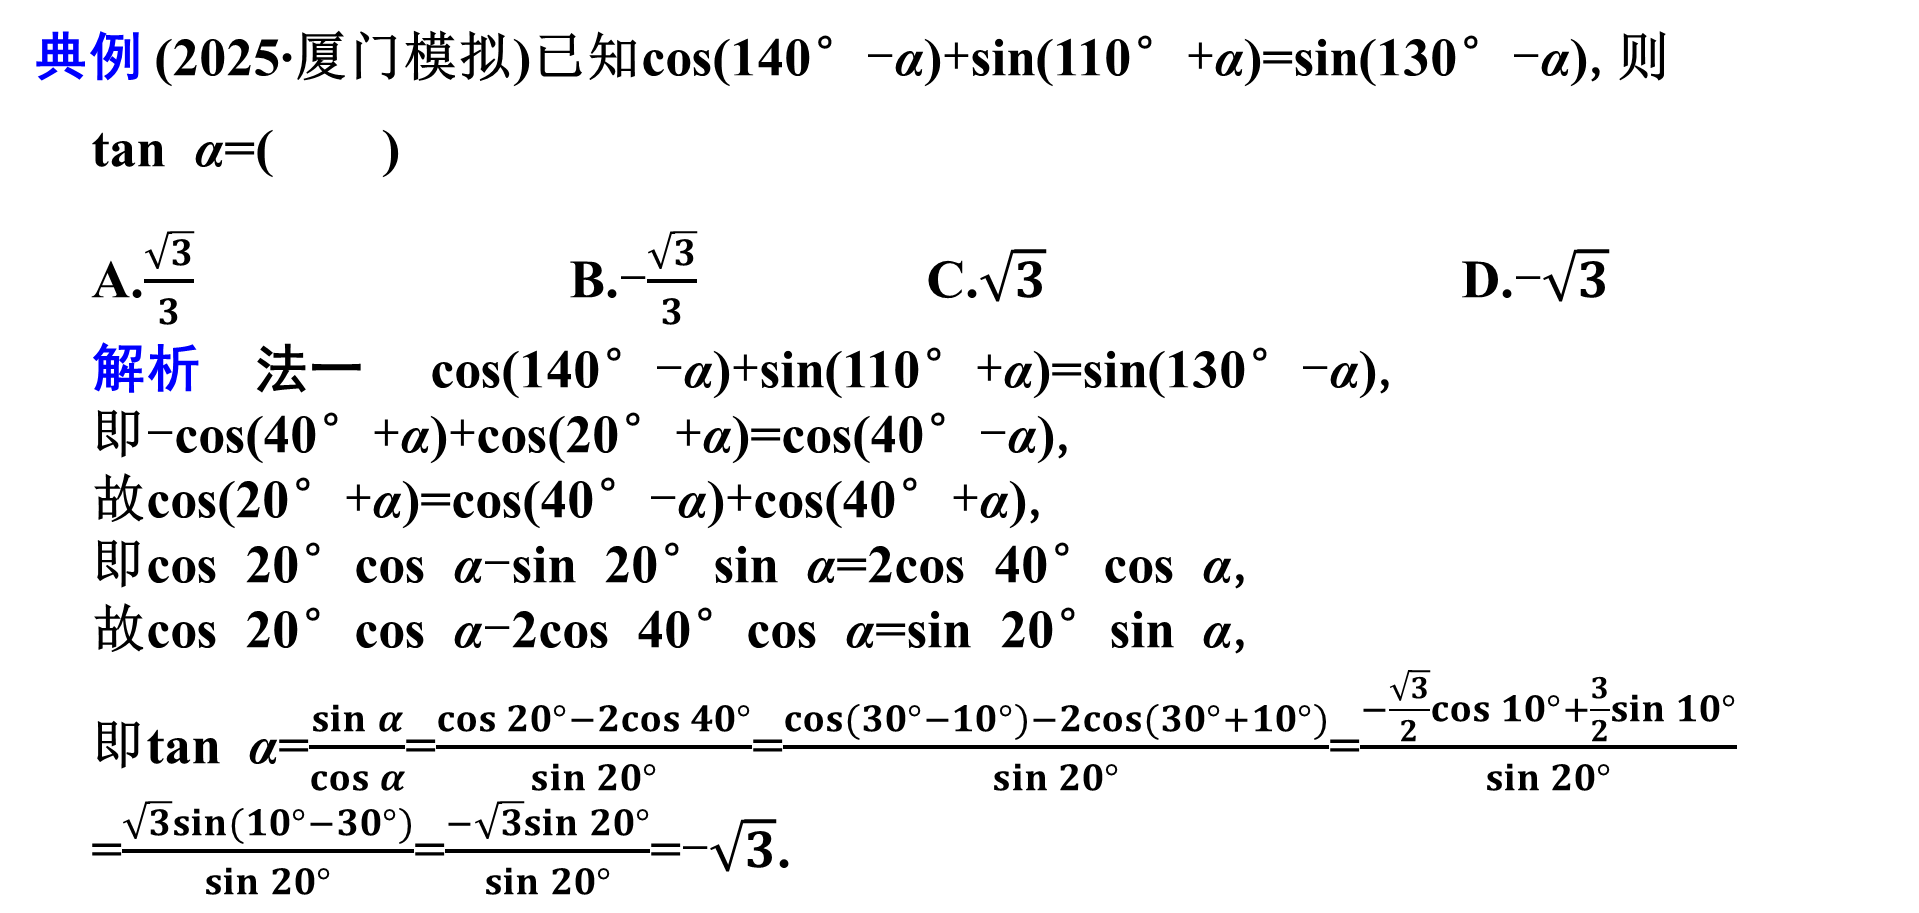 典例 (2025·厦门模拟)已知cos(140°−α)+sin(110°+α)=sin(130°−α), 则
tan α=(  )
A.√3/3 B.−√3/3 C.√3 D.−√3
解析 法一 cos(140°−α)+sin(110°+α)=sin(130°−α),
即−cos(40°+α)+cos(20°+α)=cos(40°−α),
故cos(20°+α)=cos(40°−α)+cos(40°+α),
即cos 20°cos α−sin 20°sin α=2cos 40°cos α,
故cos 20°cos α−2cos 40°cos α=sin 20°sin α,
即tan α=sin α/cos α=(cos 20°−2cos 40°)/sin 20°=(cos(30°−10°)−2cos(30°+10°))/sin 20°=(−√3/2 cos 10°+3/2 sin 10°)/sin 20°
=√3sin(10°−30°)/sin 20°=−√3sin 20°/sin 20°=−√3.